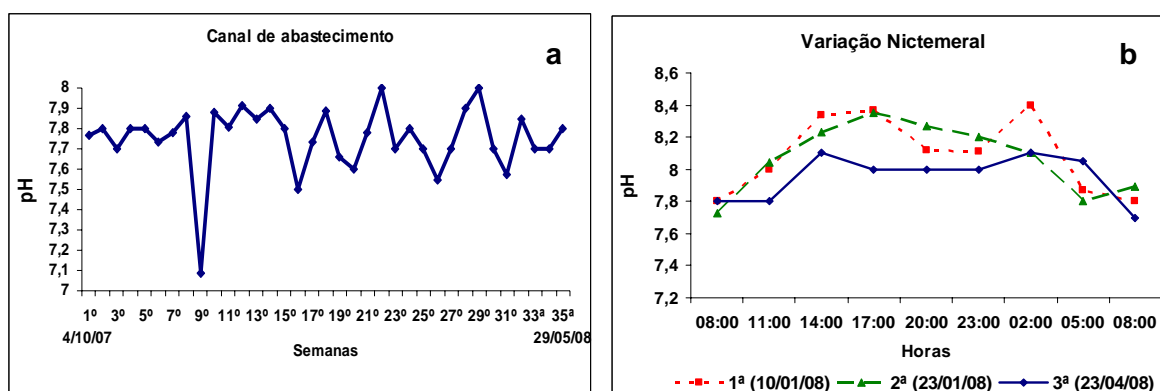 Canal de abastecimento
a
pH
8
7,9
7,8
7,7
7,6
7,5
7,4
7,3
7,2
7,1
7
1º 3º 5º 7º 9º 11º 13º 15º 17º 19º 21º 23º 25º 27º 29º 31º 33ª 35ª
4/10/07 29/05/08
Semanas
Variação Nictemeral
b
pH
8,6
8,4
8,2
8
7,8
7,6
7,4
7,2
08:00 11:00 14:00 17:00 20:00 23:00 02:00 05:00 08:00
Horas
1ª (10/01/08) 2ª (23/01/08) 3ª (23/04/08)